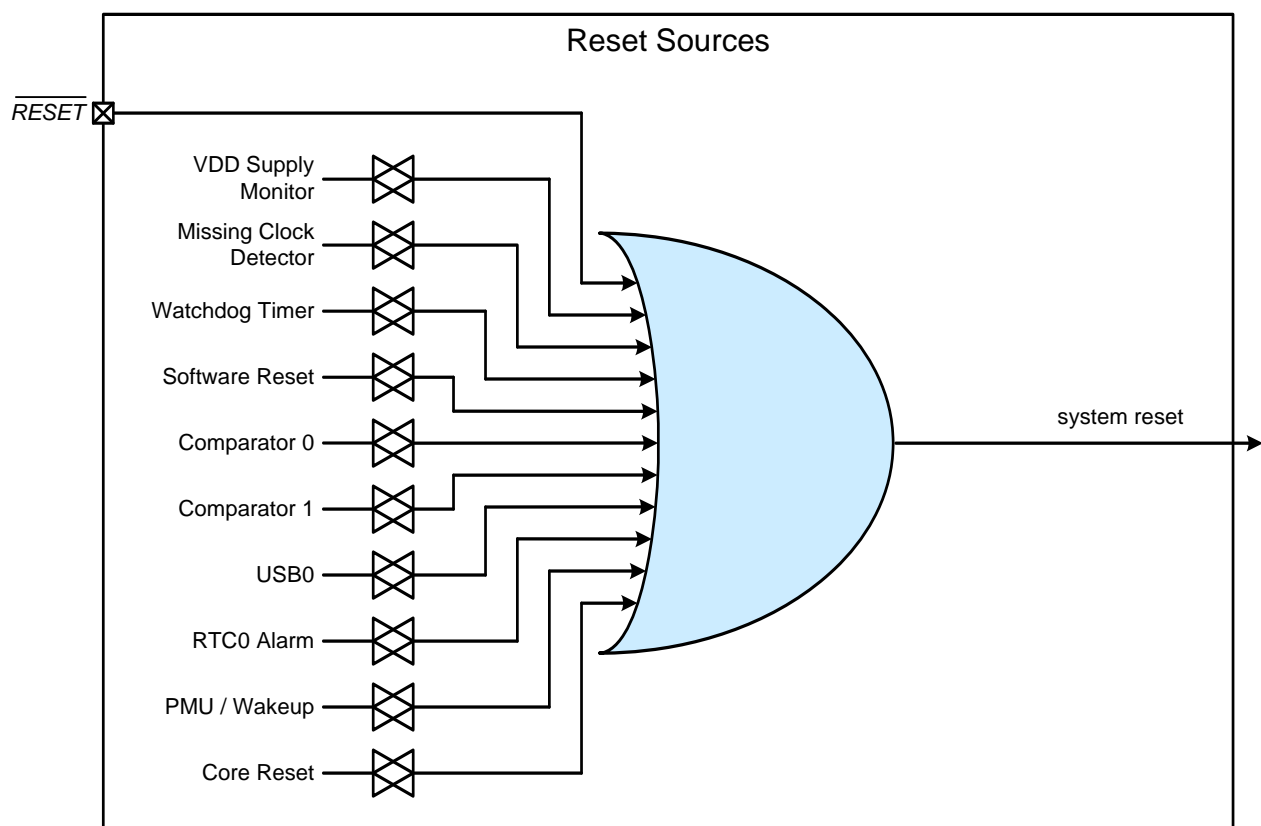 Reset Sources
RESET
VDD Supply
Monitor
Missing Clock
Detector
Watchdog Timer
Software Reset
Comparator 0
system reset
Comparator 1
USB0
RTC0 Alarm
PMU / Wakeup
Core Reset